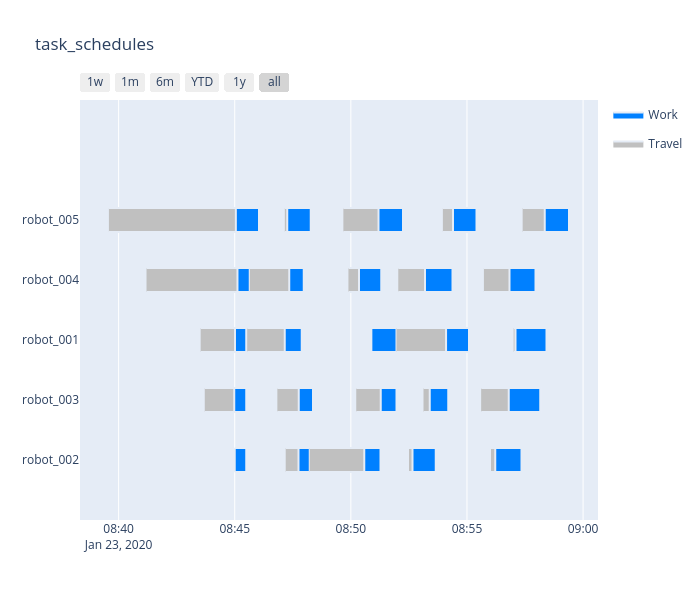 task_schedules
1w 1m 6m YTD 1y all
Work
Travel
robot_005
robot_004
robot_001
robot_003
robot_002
08:40 08:45 08:50 08:55 09:00
Jan 23, 2020